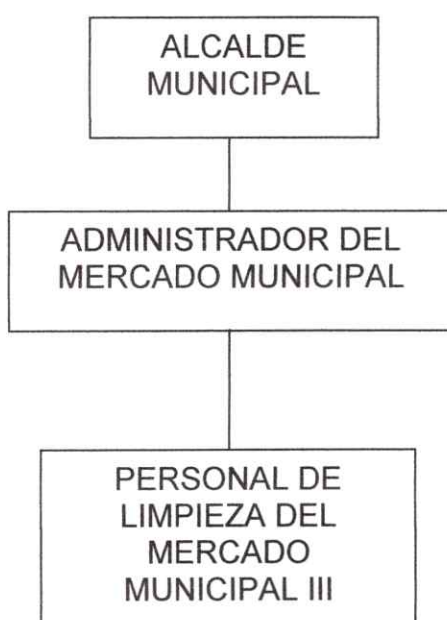 ALCALDE
MUNICIPAL
ADMINISTRADOR DEL
MERCADO MUNICIPAL
PERSONAL DE
LIMPIEZA DEL
MERCADO
MUNICIPAL III